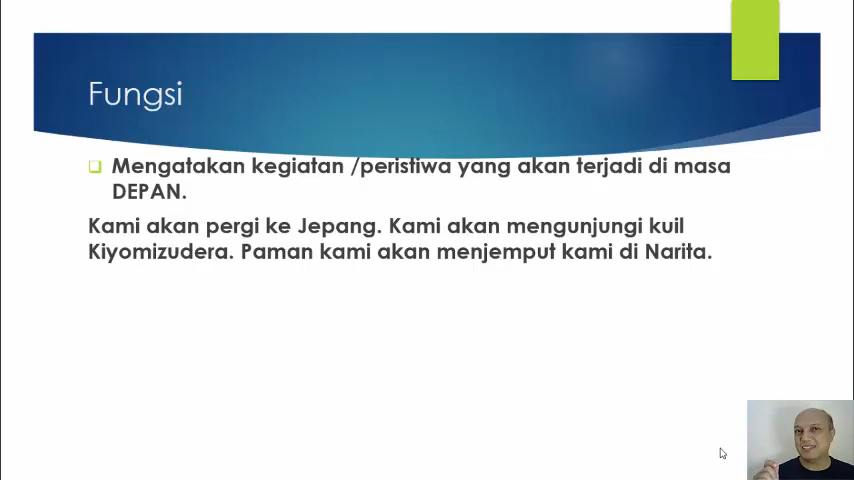 Fungsi
Mengatakan kegiatan /peristiwa yang akan terjadi di masa
DEPAN.
Kami akan pergi ke Jepang. Kami akan mengunjungi kuil
Kiyomizudera. Paman kami akan menjemput kami di Narita.